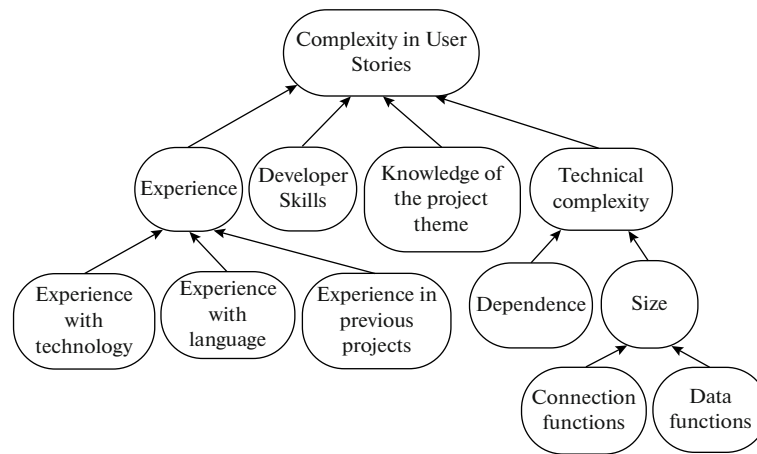 Complexity in User
Stories
Experience
Developer
Skills
Knowledge of
the project
theme
Technical
complexity
Experience
with
technology
Experience
with
language
Experience in
previous
projects
Dependence
Size
Connection
functions
Data
functions